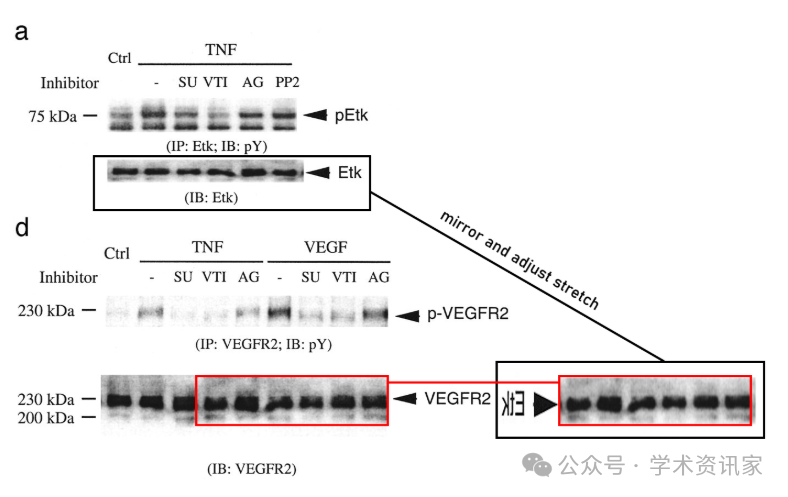 a
TNF
Ctrl
Inhibitor - SU VTI AG PP2
75 kDa
pEtk
(IP: Etk; IB: pY)
Etk
(IB: Etk)
mirror and adjust stretch
d
Ctrl TNF VEGF
Inhibitor - SU VTI AG - SU VTI AG
230 kDa
p-VEGFR2
(IP: VEGFR2; IB: pY)
230 kDa
VEGFR2
Etk
200 kDa
(IB: VEGFR2)
公众号 · 学术资讯家